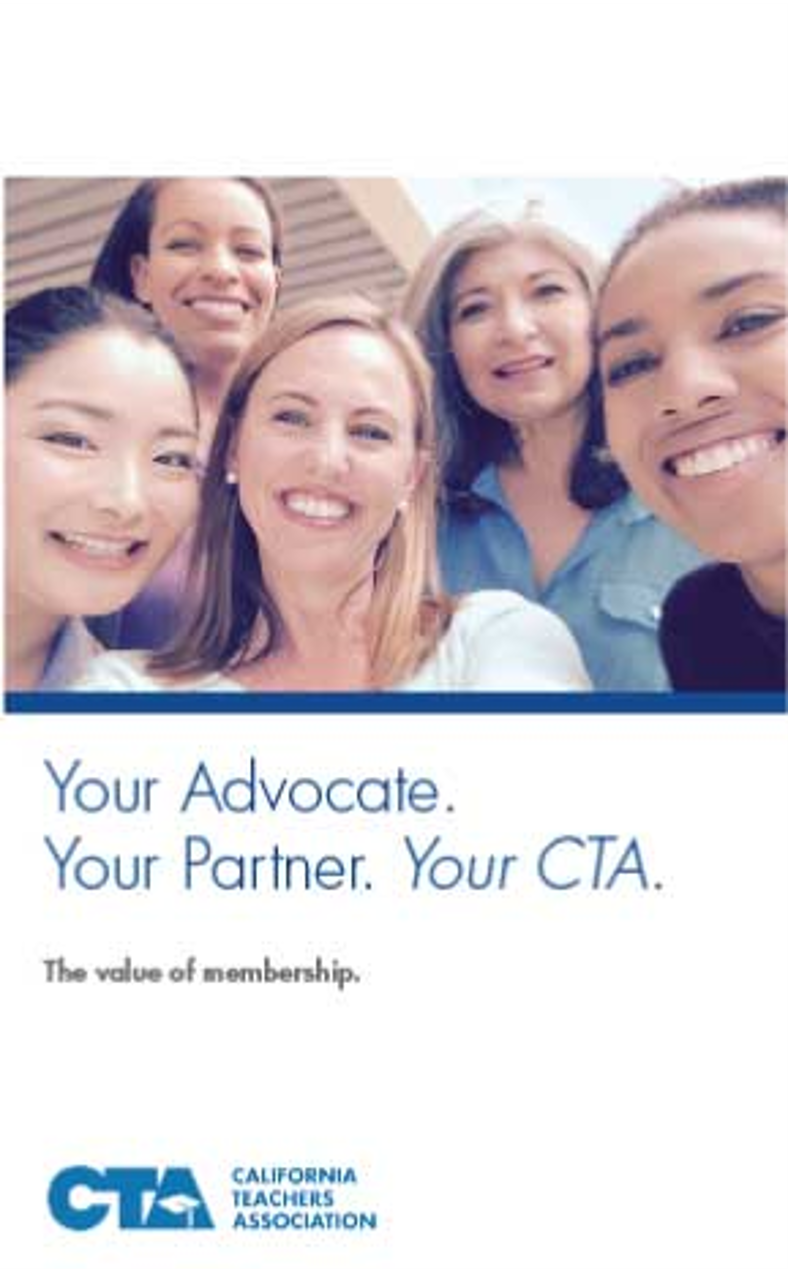 Your Advocate.
Your Partner. Your CTA.
The value of membership.
CTA
CALIFORNIA
TEACHERS
ASSOCIATION